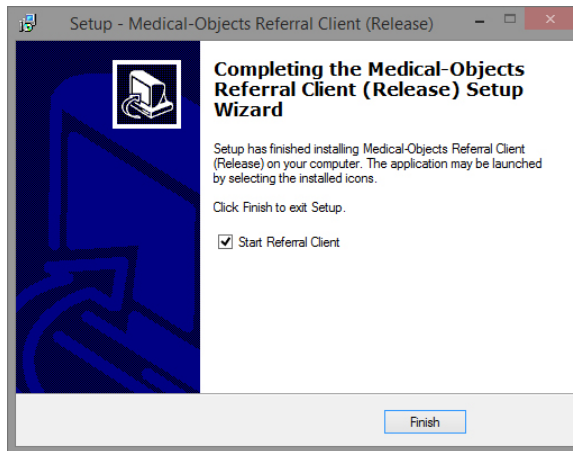 Setup - Medical-Objects Referral Client (Release)
Completing the Medical-Objects
Referral Client (Release) Setup
Wizard
Setup has finished installing Medical-Objects Referral Client
(Release) on your computer. The application may be launched
by selecting the installed icons.
Click Finish to exit Setup.
Start Referral Client
Finish